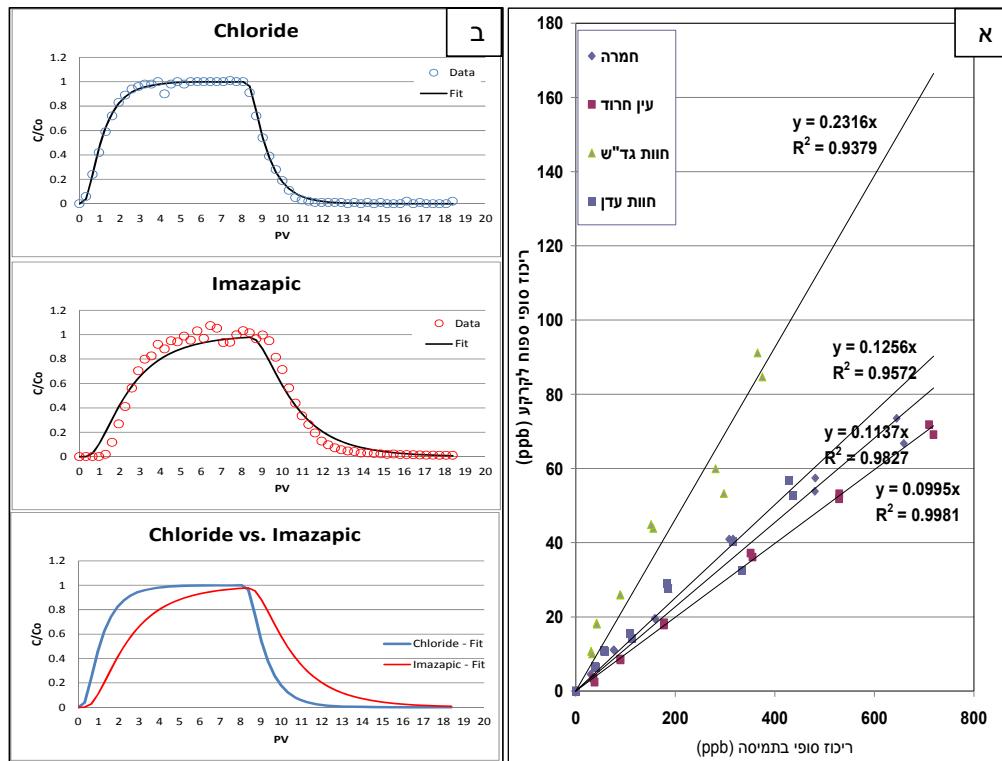 א
180
160
140
120
100
80
60
40
20
0
0
200
400
600
800
ריכוז סופי ספוח לקרקע (ppb)
ריכוז סופי בתמיסה (ppb)
חמרה
עין חרוד
חוות גד"ש
חוות עדן
y = 0.2316x
R² = 0.9379
y = 0.1256x
R² = 0.9572
y = 0.1137x
R² = 0.9827
y = 0.0995x
R² = 0.9981
ב
Chloride
1.2
1
0.8
0.6
0.4
0.2
0
C/Co
Data
Fit
0 1 2 3 4 5 6 7 8 9 10 11 12 13 14 15 16 17 18 19 20
PV
Imazapic
1.2
1
0.8
0.6
0.4
0.2
0
C/Co
Data
Fit
0 1 2 3 4 5 6 7 8 9 10 11 12 13 14 15 16 17 18 19 20
PV
Chloride vs. Imazapic
1.2
1
0.8
0.6
0.4
0.2
0
C/Co
Chloride - Fit
Imazapic - Fit
0 1 2 3 4 5 6 7 8 9 10 11 12 13 14 15 16 17 18 19 20
PV